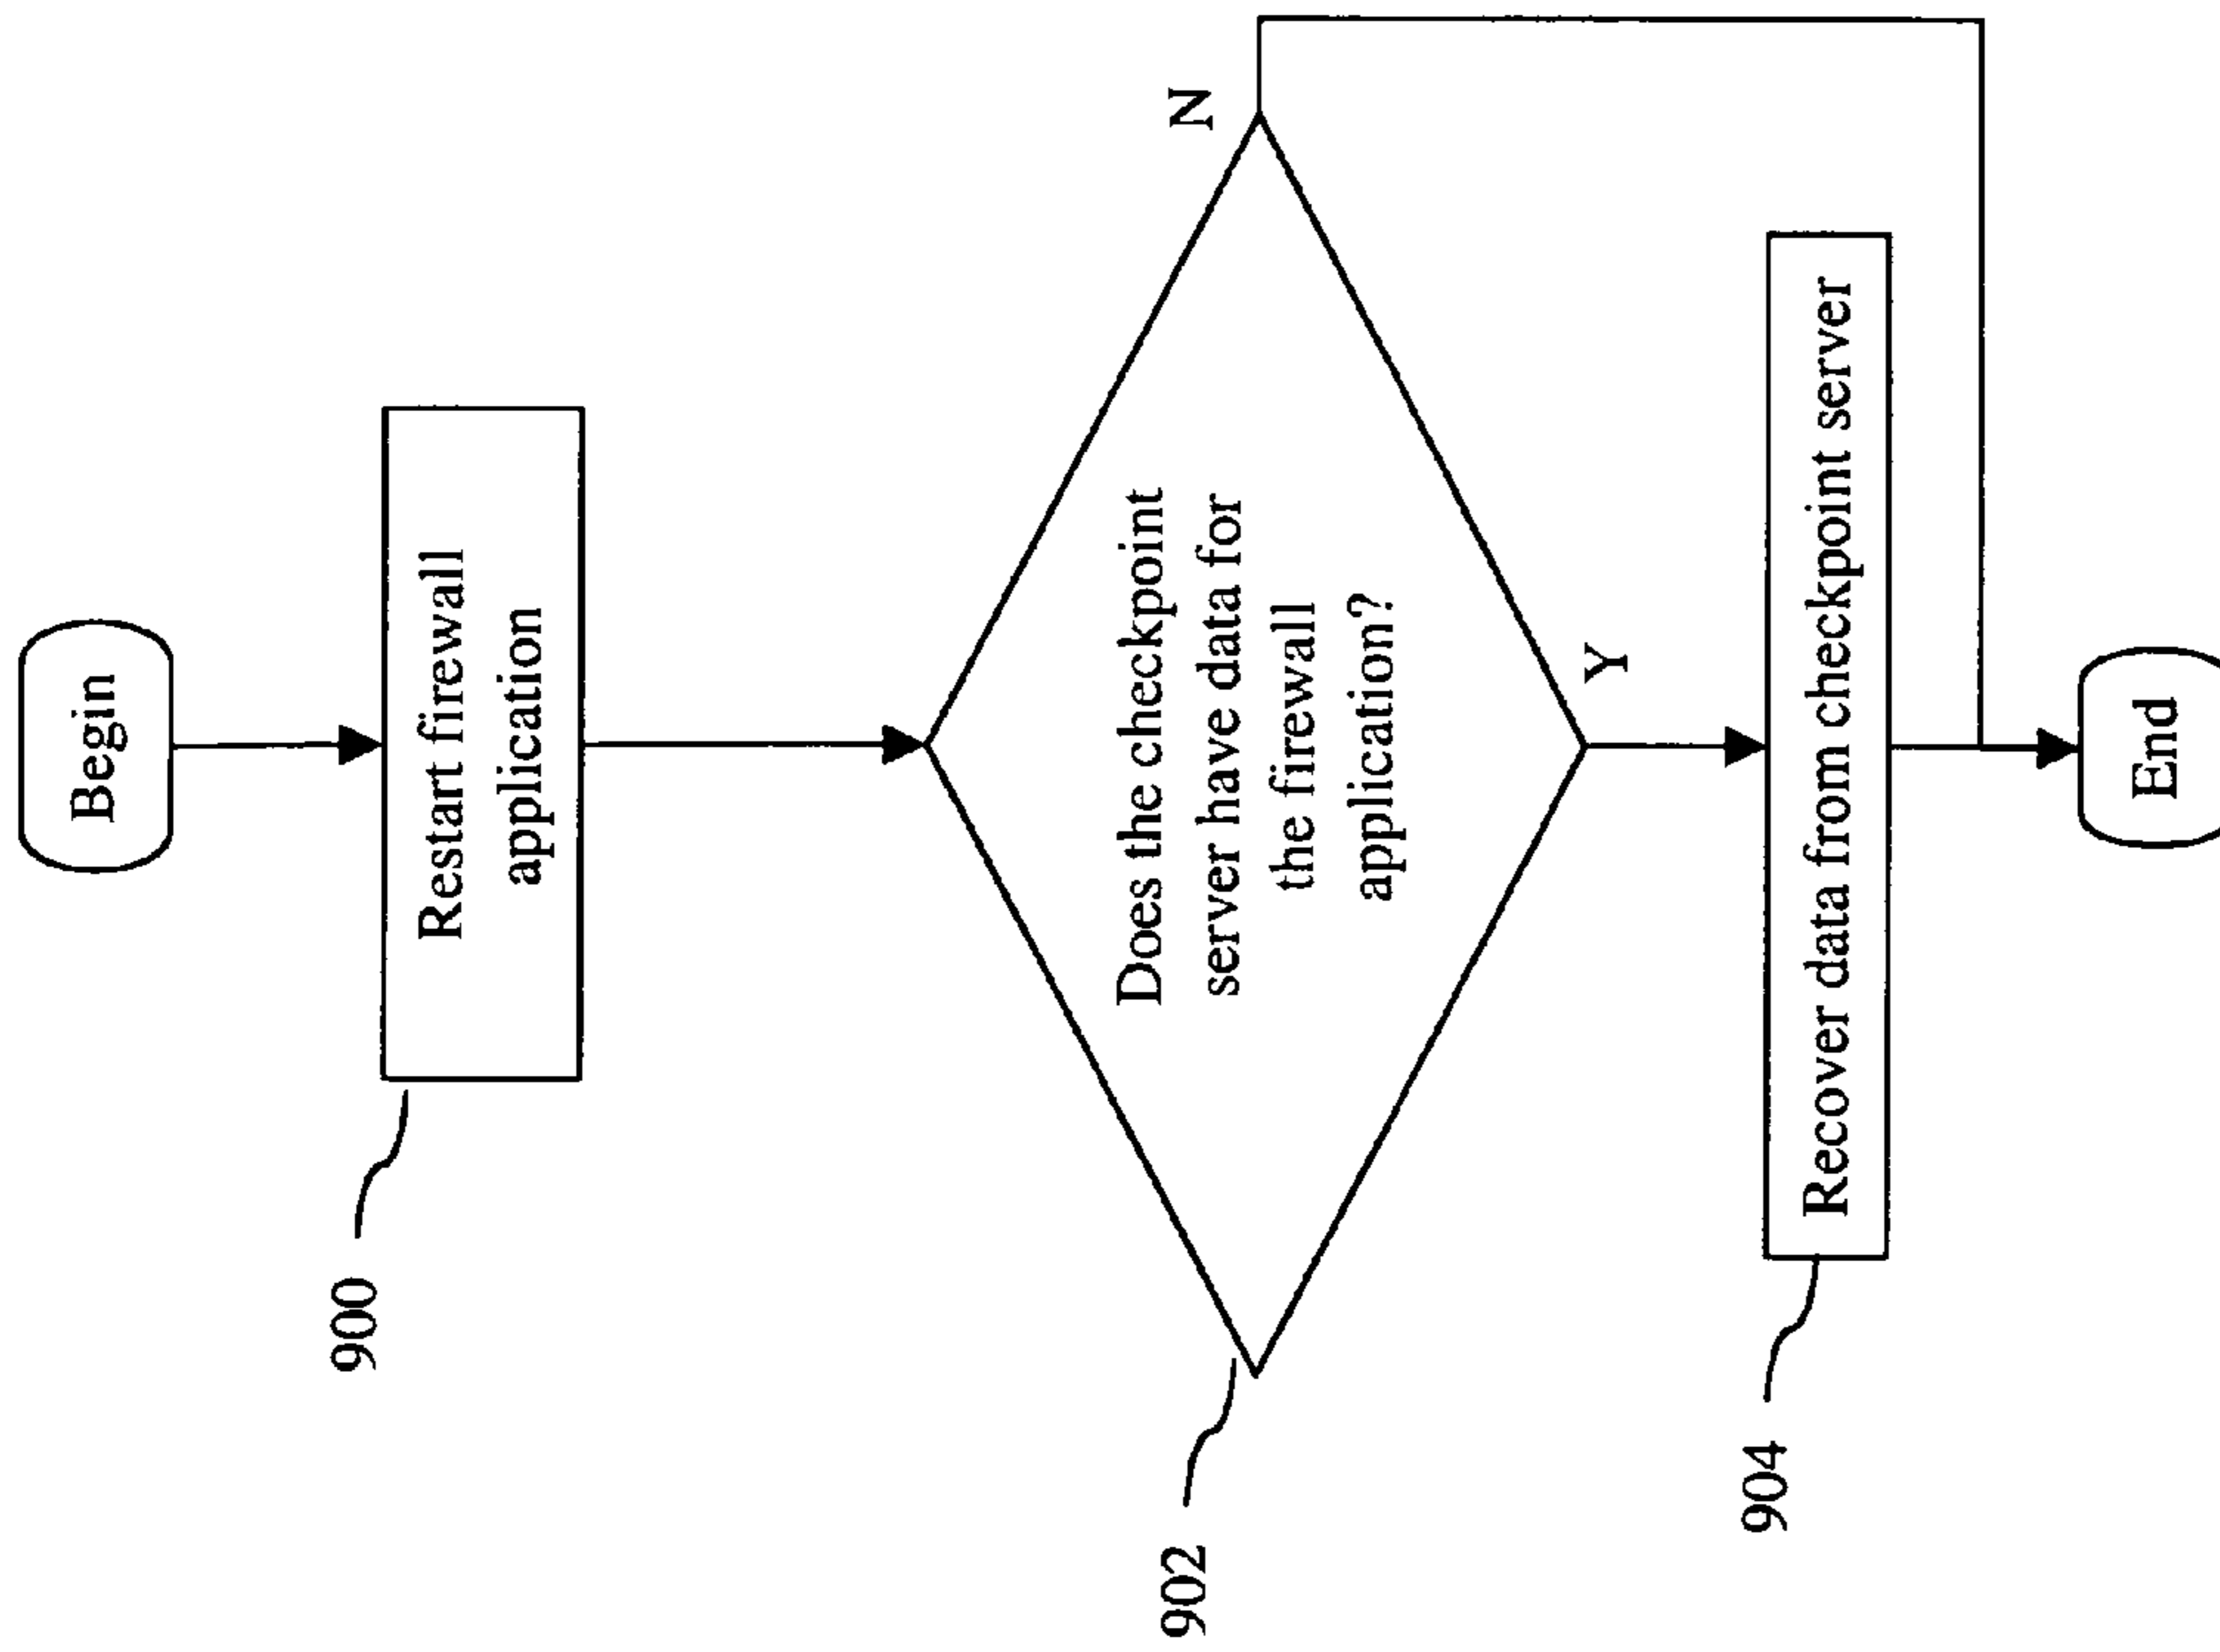 Begin
900
Restart firewall
application
902
Does the checkpoint
server have data for
the firewall
application?
N
Y
904
Recover data from checkpoint server
End